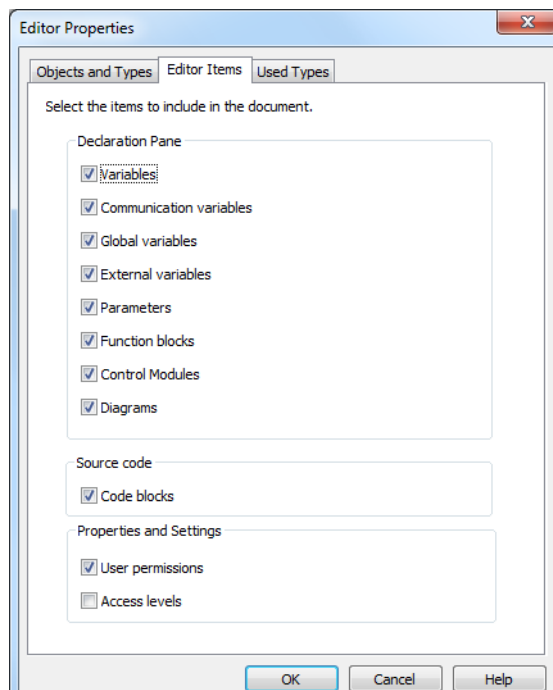 Editor Properties
Objects and Types
Editor Items
Used Types
Select the items to include in the document.
Declaration Pane
Variables
Communication variables
Global variables
External variables
Parameters
Function blocks
Control Modules
Diagrams
Source code
Code blocks
Properties and Settings
User permissions
Access levels
OK
Cancel
Help